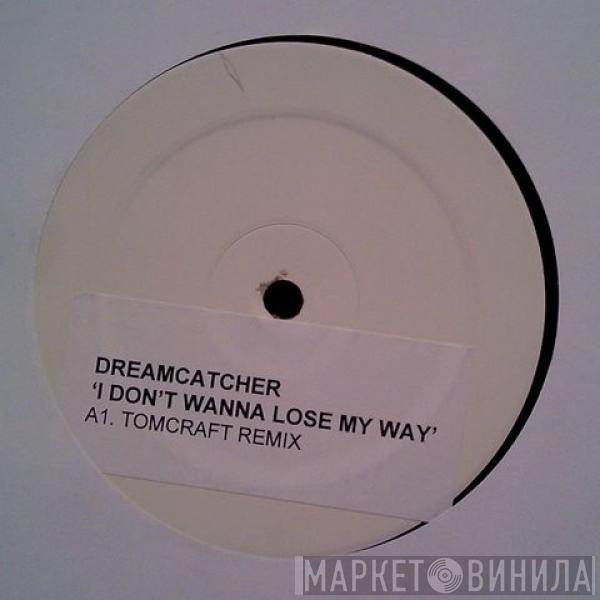 DREAMCATCHER
‘I DON’T WANNA LOSE MY WAY’
A1. TOMCRAFT REMIX
МАРКЕТ ВИНИЛА